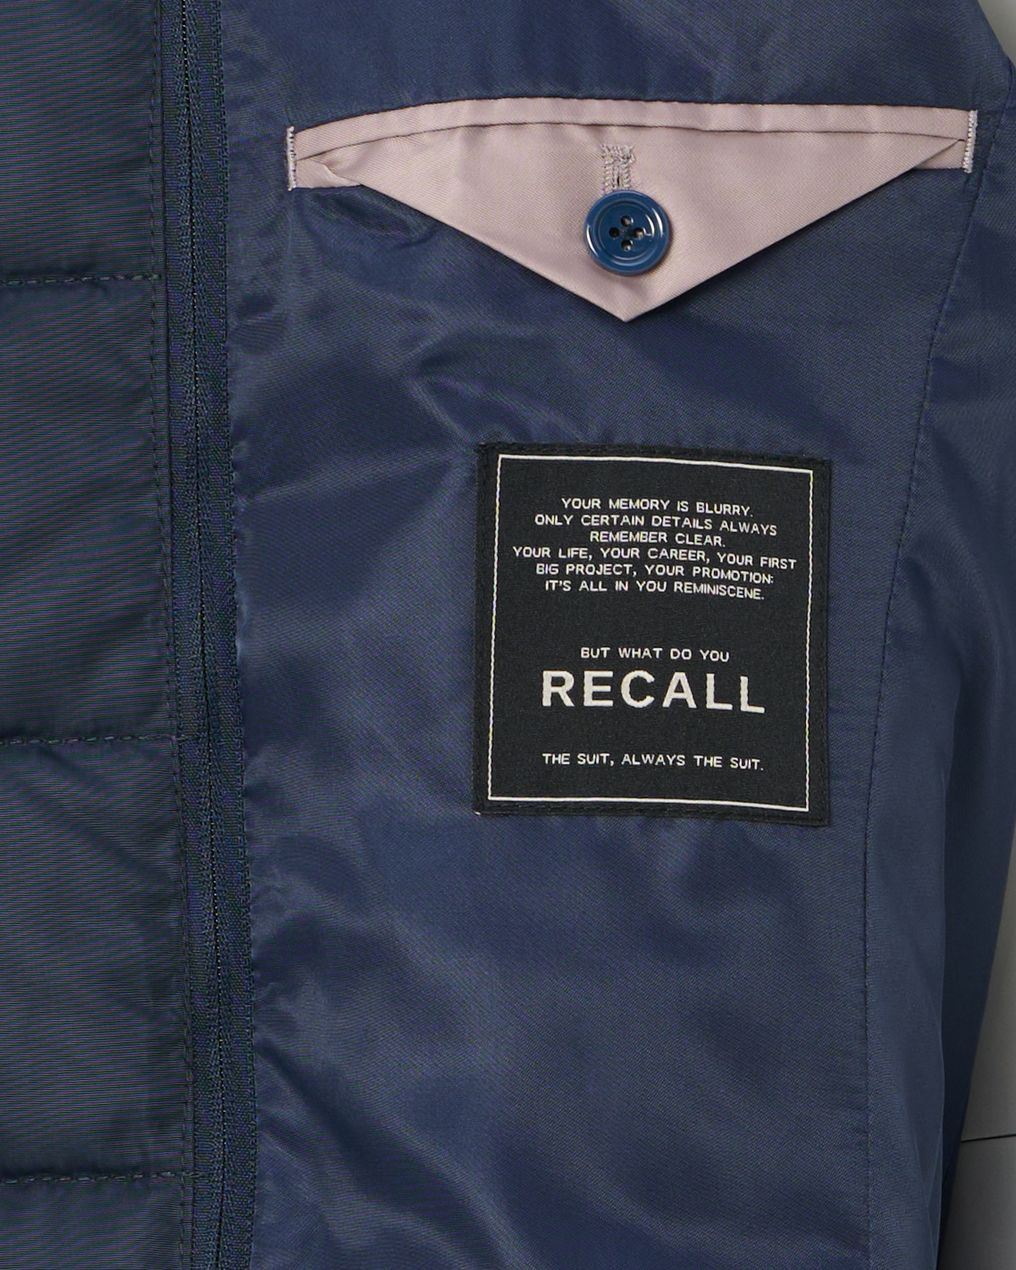 YOUR MEMORY IS BLURRY.
ONLY CERTAIN DETAILS ALWAYS
REMEMBER CLEAR.
YOUR LIFE, YOUR CAREER, YOUR FIRST
BIG PROJECT, YOUR PROMOTION:
IT'S ALL IN YOU REMINISCENE.
BUT WHAT DO YOU
RECALL
THE SUIT, ALWAYS THE SUIT.